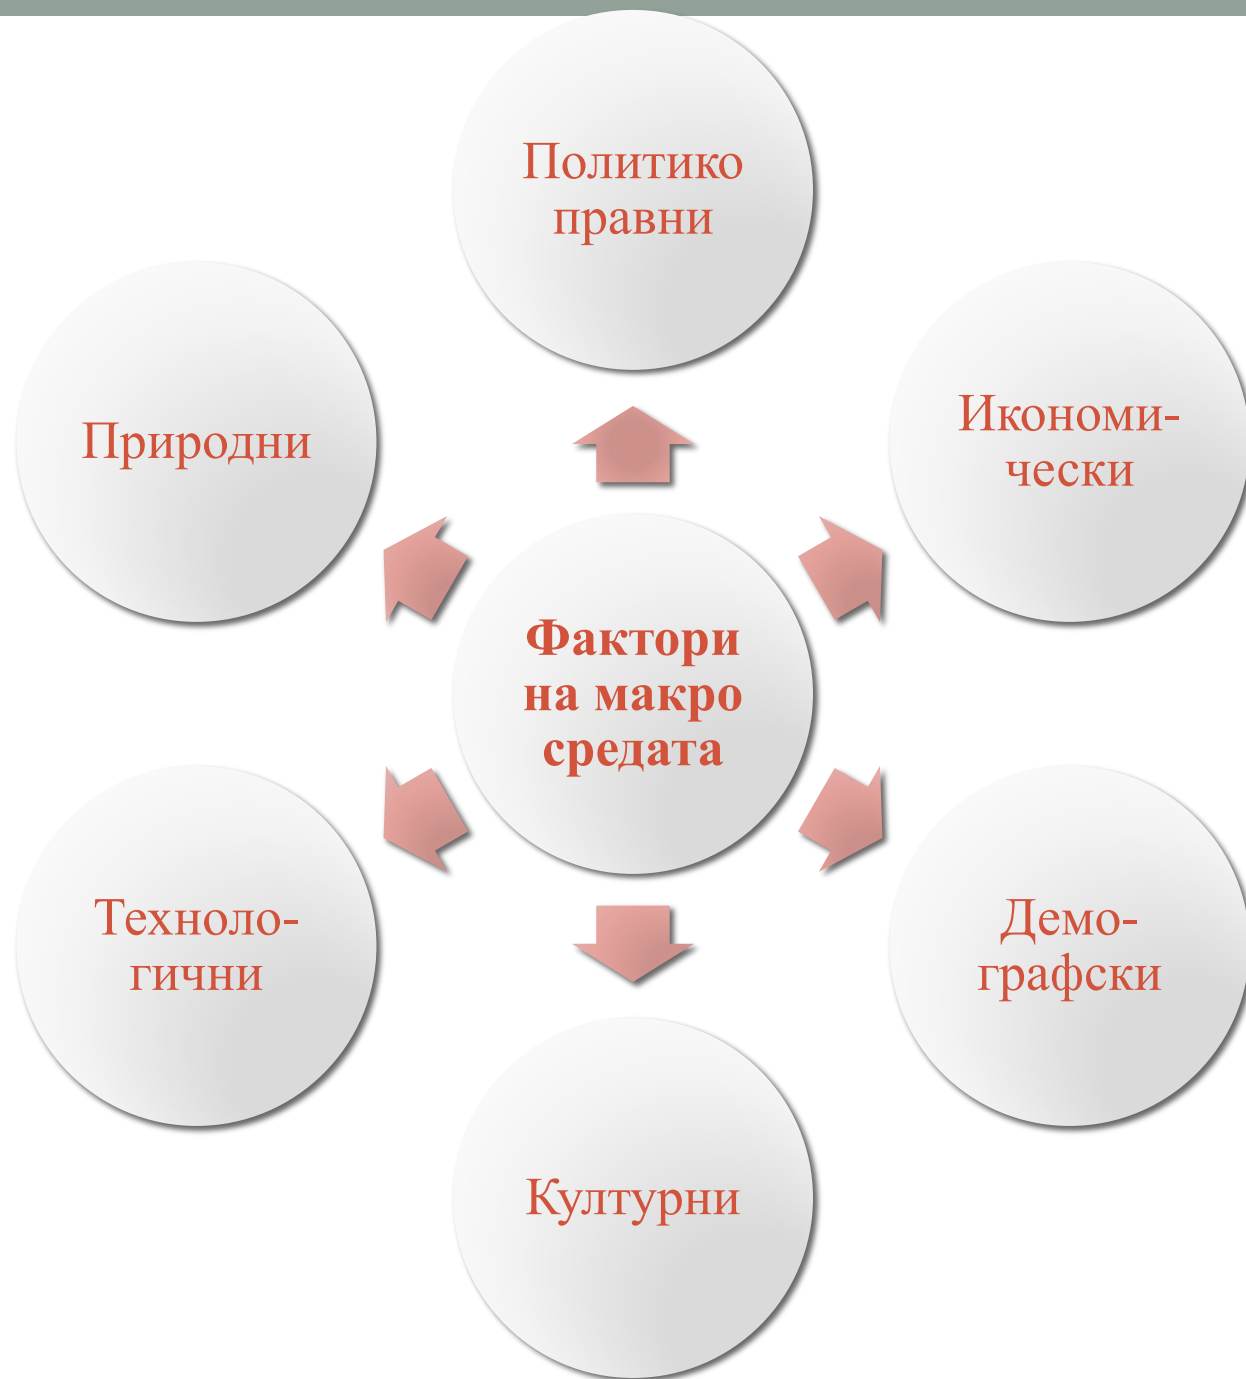 Политико
правни
Икономи-
чески
Природни
Фактори
на макро
средата
Техноло-
гични
Демо-
графски
Културни